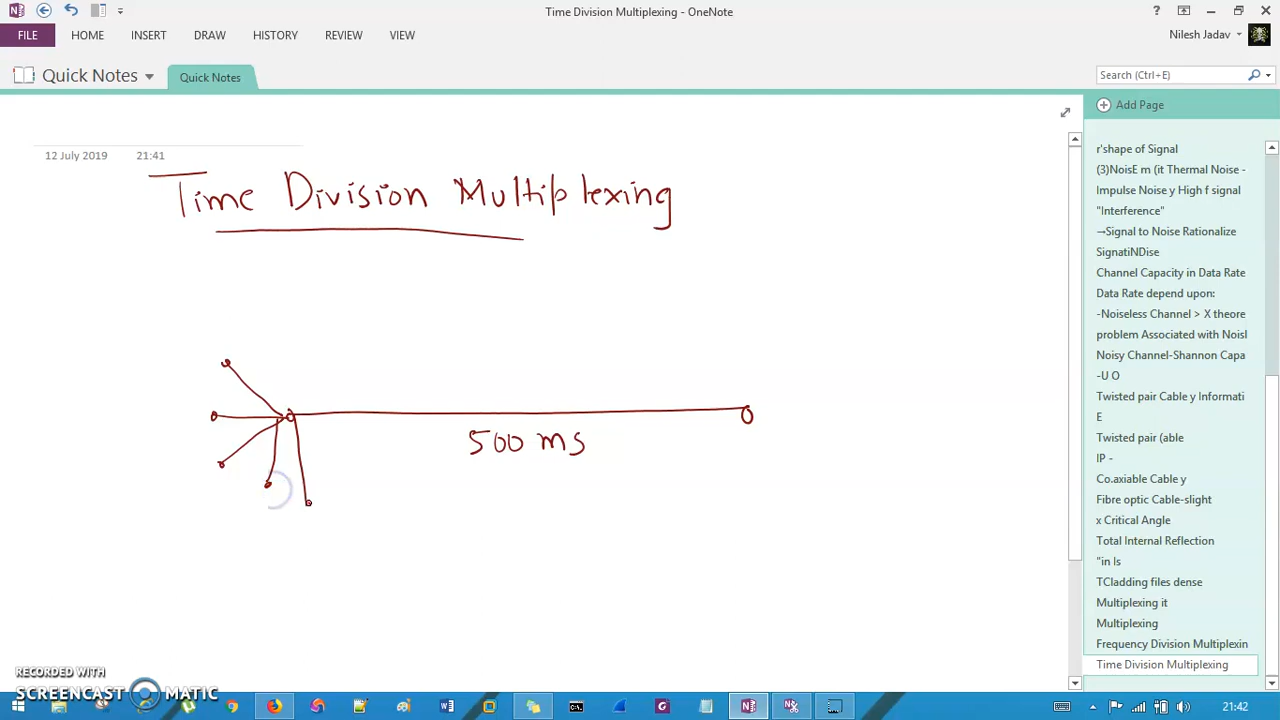 Time Division Multiplexing - OneNote
?
FILE HOME INSERT DRAW HISTORY REVIEW VIEW
Nilesh Jadav
Quick Notes
Quick Notes
Search (Ctrl+E)
Add Page
12 July 2019 21:41
Time Division Multiplexing
500 ms
r'shape of Signal
(3)NoisE m (it Thermal Noise -
Impulse Noise y High f signal
"Interference"
→Signal to Noise Rationalize
SignatiNDise
Channel Capacity in Data Rate
Data Rate depend upon:
-Noiseless Channel > X theore
problem Associated with Noisl
Noisy Channel-Shannon Capa
-U O
Twisted pair Cable y Informati
E
Twisted pair (able
IP -
Co.axiable Cable y
Fibre optic Cable-slight
x Critical Angle
Total Internal Reflection
"in ls
TCladding files dense
Multiplexing it
Multiplexing
Frequency Division Multiplexin
Time Division Multiplexing
RECORDED WITH
SCREENCAST MATIC
21:42